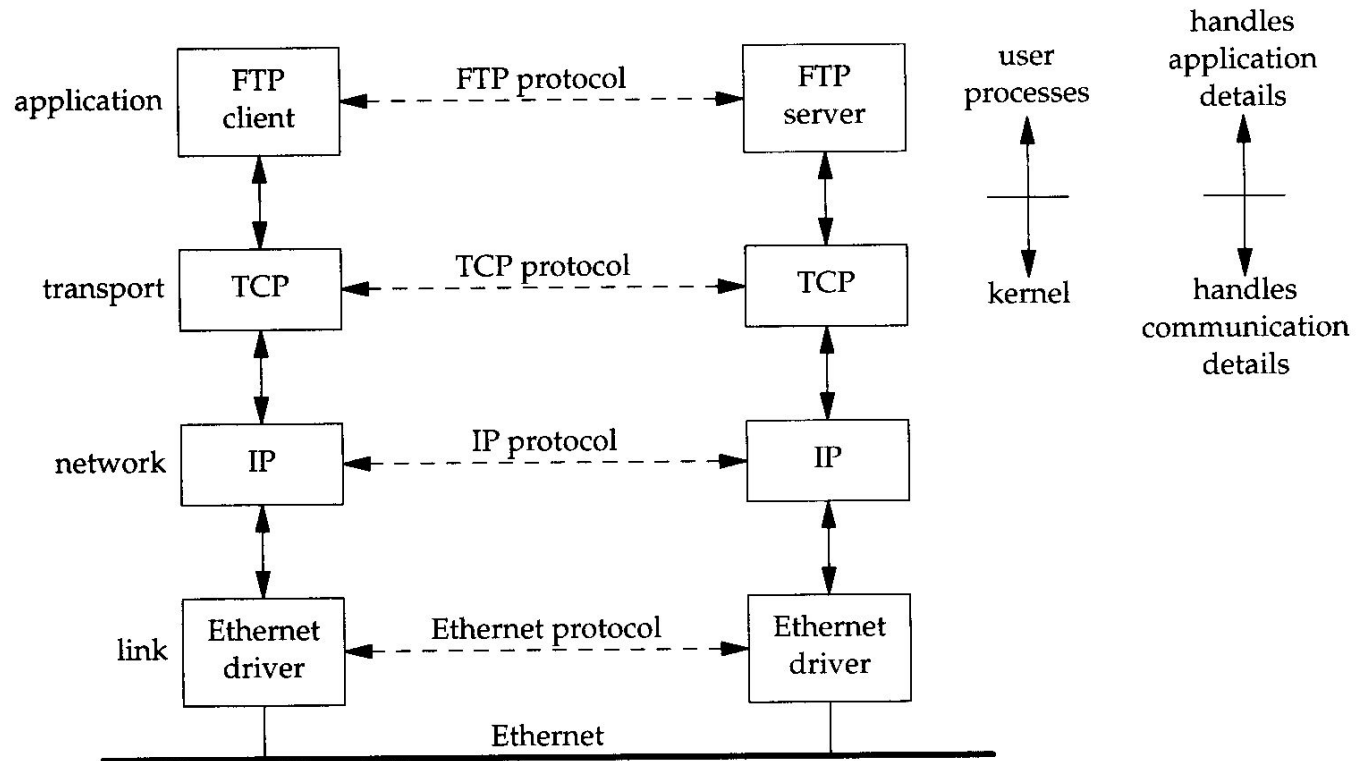 application
FTP
client
FTP protocol
FTP
server
user
processes
handles
application
details
transport
TCP
TCP protocol
TCP
kernel
handles
communication
details
network
IP
IP protocol
IP
link
Ethernet
driver
Ethernet protocol
Ethernet
driver
Ethernet